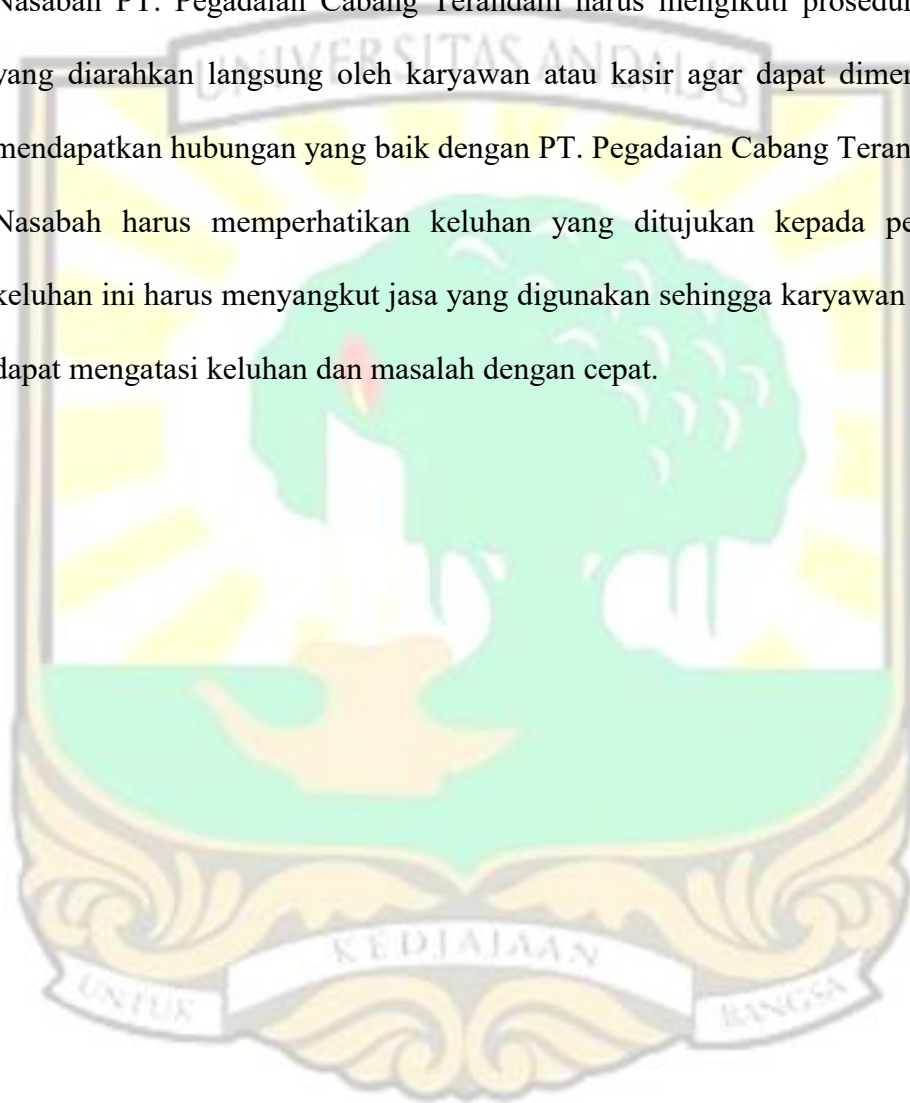 Nasabah PT. Pegadaian Cabang Terandam harus mengikuti prosedur
UNIVERSITAS ANDALAS
yang diarahkan langsung oleh karyawan atau kasir agar dapat dimen
mendapatkan hubungan yang baik dengan PT. Pegadaian Cabang Teran
Nasabah harus memperhatikan keluhan yang ditujukan kepada pe
keluhan ini harus menyangkut jasa yang digunakan sehingga karyawan
dapat mengatasi keluhan dan masalah dengan cepat.
KEDJAJAAN
UNTUK
BANGSA